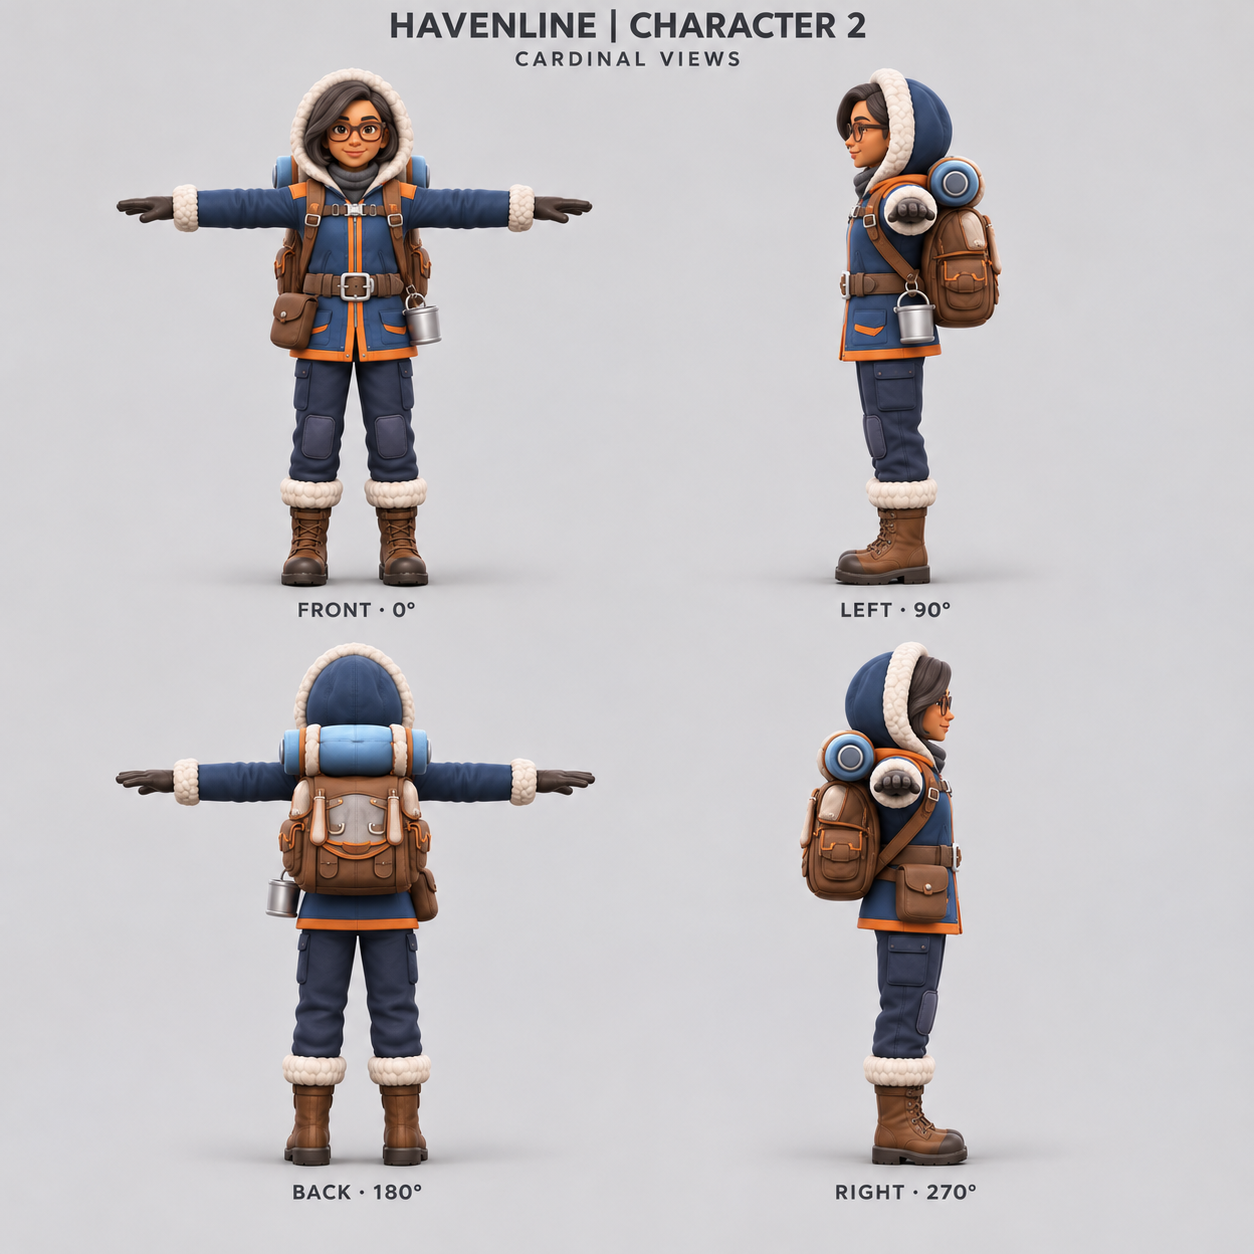 HAVENLINE | CHARACTER 2
CARDINAL VIEWS
FRONT · 0°
LEFT · 90°
BACK · 180°
RIGHT · 270°